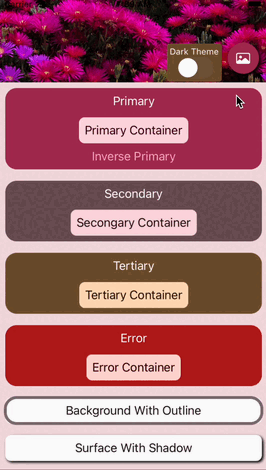 Dark Theme
Primary
Primary Container
Inverse Primary
Secondary
Secongary Container
Tertiary
Tertiary Container
Error
Error Container
Background With Outline
Surface With Shadow